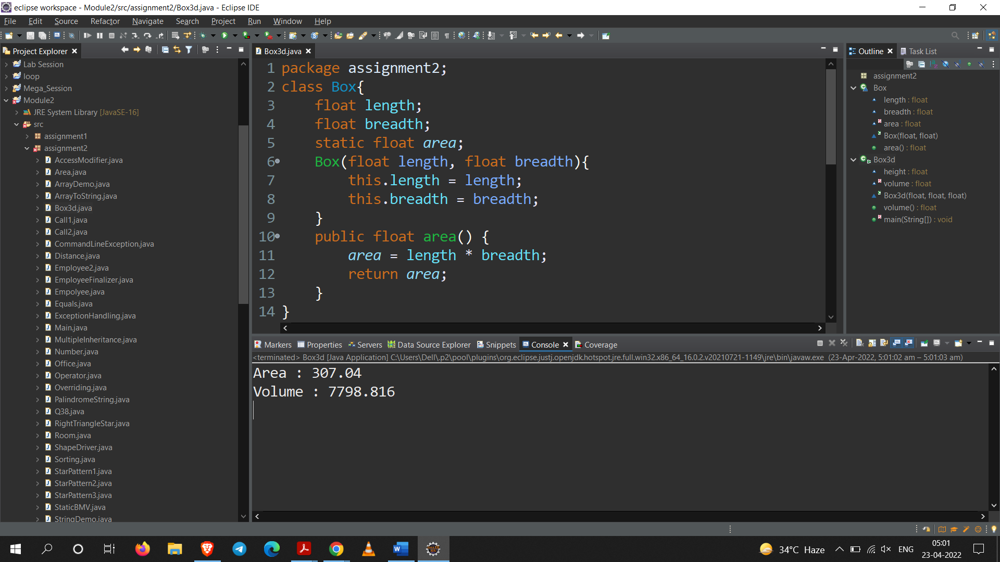 eclipse workspace - Module2/src/assignment2/Box3d.java - Eclipse IDE
File Edit Source Refactor Navigate Search Project Run Window Help
Project Explorer
Lab Session
loop
Mega_Session
Module2
JRE System Library [JavaSE-16]
src
assignment1
assignment2
AccessModifier.java
Area.java
ArrayDemo.java
ArrayToString.java
Box3d.java
Call1.java
Call2.java
CommandLineException.java
Distance.java
Employee2.java
EmployeeFinalizer.java
Empolyee.java
Equals.java
ExceptionHandling.java
Main.java
MultipleInheritance.java
Number.java
Office.java
Operator.java
Overriding.java
PalindromeString.java
Q38.java
RightTriangleStar.java
Room.java
ShapeDriver.java
Sorting.java
StarPattern1.java
StarPattern2.java
StarPattern3.java
StaticBMV.java
StringDemo.java
Box3d.java
1 package assignment2;
2 class Box{
3 float length;
4 float breadth;
5 static float area;
6 Box(float length, float breadth){
7 this.length = length;
8 this.breadth = breadth;
9 }
10 public float area() {
11 area = length * breadth;
12 return area;
13 }
14 }
Outline Task List
assignment2
Box
length : float
breadth : float
area : float
Box(float, float)
area() : float
Box3d
height : float
volume : float
Box3d(float, float, float)
volume() : float
main(String[]) : void
Markers Properties Servers Data Source Explorer Snippets Console Coverage
<terminated> Box3d [Java Application] C:\Users\Dell\.p2\pool\plugins\org.eclipse.justj.openjdk.hotspot.jre.full.win32.x86_64_16.0.2.v20210721-1149\jre\bin\javaw.exe (23-Apr-2022, 5:01:02 am – 5:01:03 am)
Area : 307.04
Volume : 7798.816
34°C Haze
ENG
05:01
23-04-2022